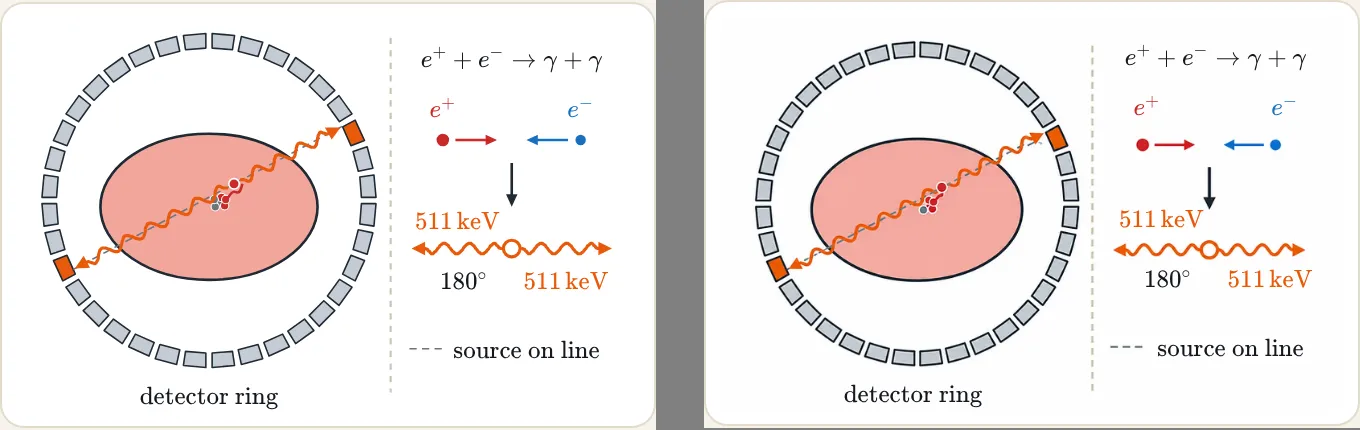 e⁺ + e⁻ → γ + γ
e⁺
e⁻
511 keV
180°
511 keV
source on line
detector ring
e⁺ + e⁻ → γ + γ
e⁺
e⁻
511 keV
180°
511 keV
source on line
detector ring